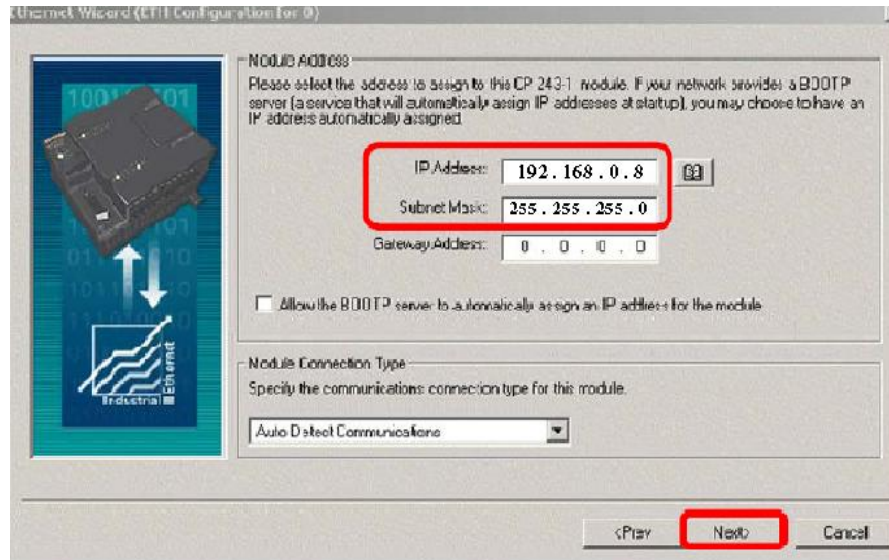 Ethernet Wizard (ETH Configuration for 0)
Module Address
Please select the address to assign to this CP 243-1 module. If your network provides a BOOTP
server (a service that will automatically assign IP addresses at startup), you may choose to have an
IP address automatically assigned.
IP Address:
192 . 168 . 0 . 8
Subnet Mask:
255 . 255 . 255 . 0
Gateway Address:
0 . 0 . 0 . 0
Allow the BOOTP server to automatically assign an IP address for the module
Module Connection Type
Specify the communications connection type for this module.
Auto Detect Communications
Industrial
Ethernet
<Prev
Next>
Cancel